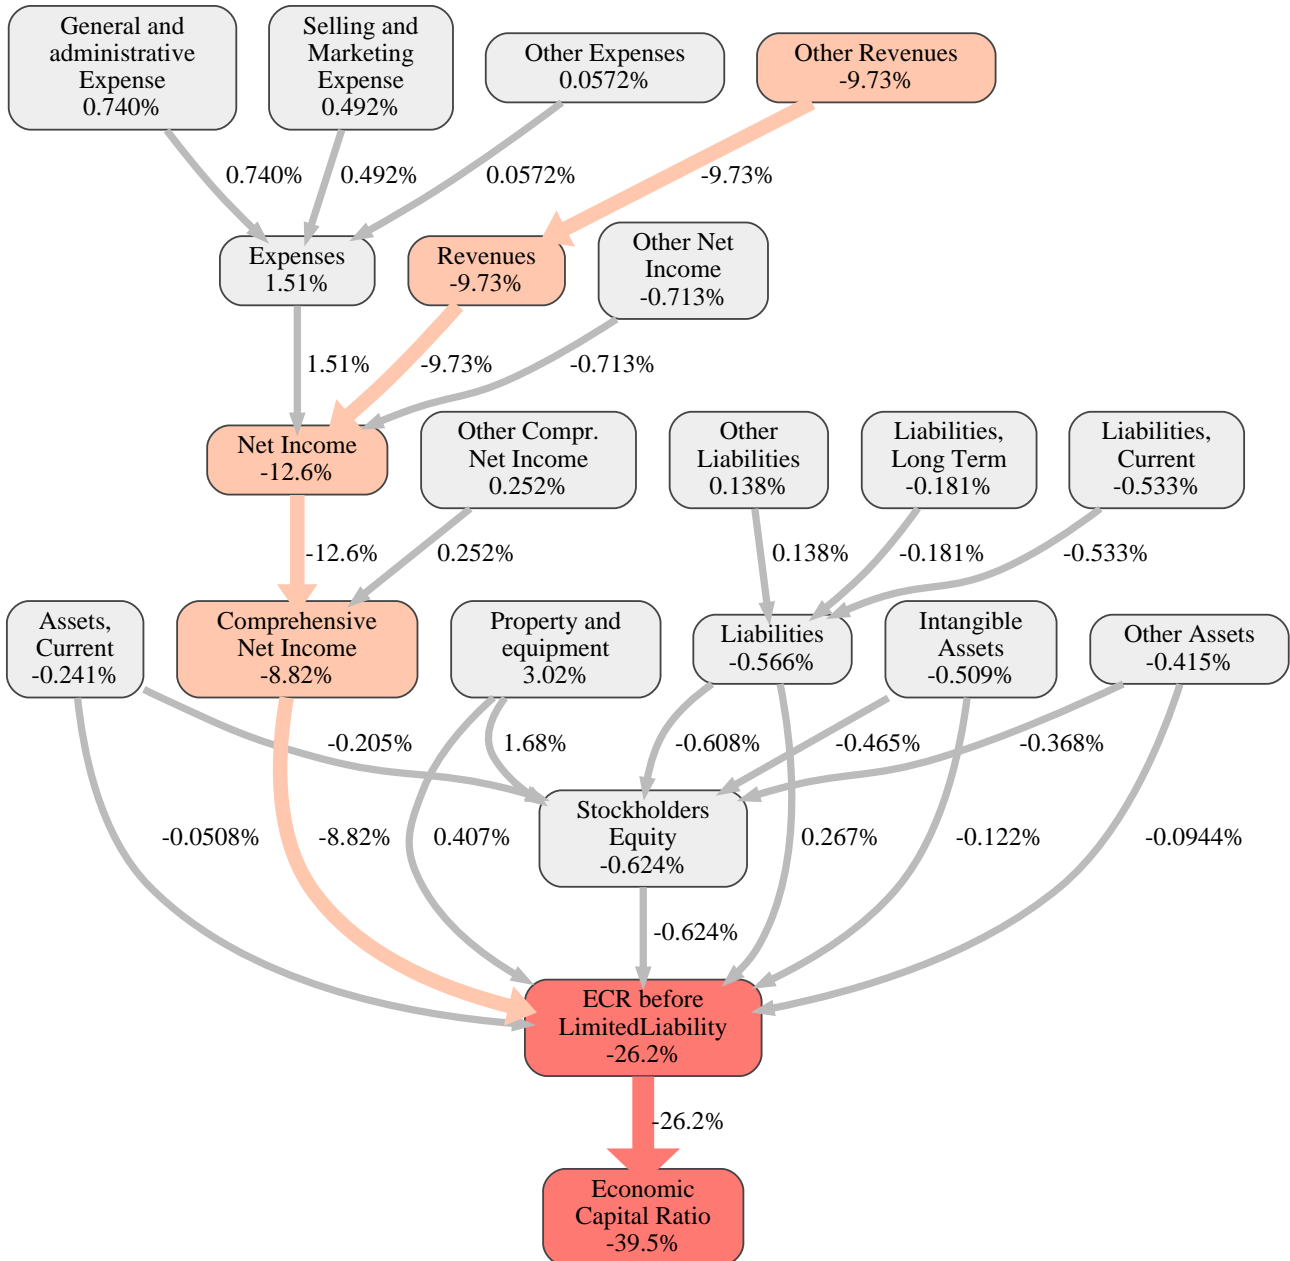 General and
administrative
Expense
0.740%
Selling and
Marketing
Expense
0.492%
Other Expenses
0.0572%
Other Revenues
-9.73%
0.740%
0.492%
0.0572%
-9.73%
Expenses
1.51%
Revenues
-9.73%
Other Net
Income
-0.713%
1.51%
-9.73%
-0.713%
Net Income
-12.6%
Other Compr.
Net Income
0.252%
Other
Liabilities
0.138%
Liabilities,
Long Term
-0.181%
Liabilities,
Current
-0.533%
-12.6%
0.252%
0.138%
-0.181%
-0.533%
Assets,
Current
-0.241%
Comprehensive
Net Income
-8.82%
Property and
equipment
3.02%
Liabilities
-0.566%
Intangible
Assets
-0.509%
Other Assets
-0.415%
-0.205%
1.68%
-0.608%
-0.465%
-0.368%
-0.0508%
-8.82%
0.407%
Stockholders
Equity
-0.624%
0.267%
-0.122%
-0.0944%
-0.624%
ECR before
LimitedLiability
-26.2%
-26.2%
Economic
Capital Ratio
-39.5%